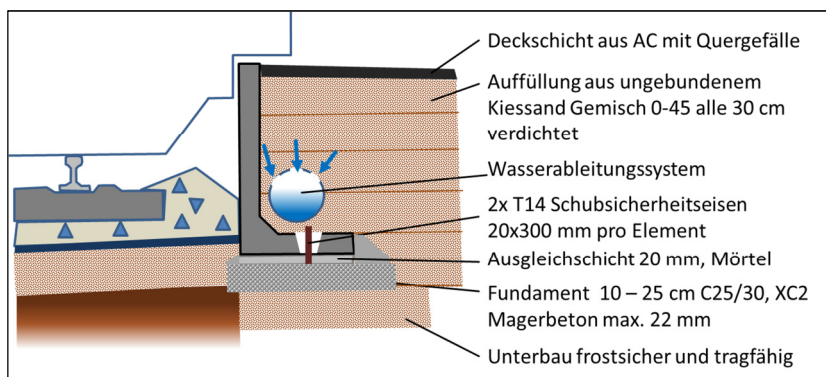 Deckschicht aus AC mit Quergefälle
Auffüllung aus ungebundenem
Kiessand Gemisch 0-45 alle 30 cm
verdichtet
Wasserableitungssystem
2x T14 Schubsicherheitseisen
20x300 mm pro Element
Ausgleichschicht 20 mm, Mörtel
Fundament 10 – 25 cm C25/30, XC2
Magerbeton max. 22 mm
Unterbau frostsicher und tragfähig